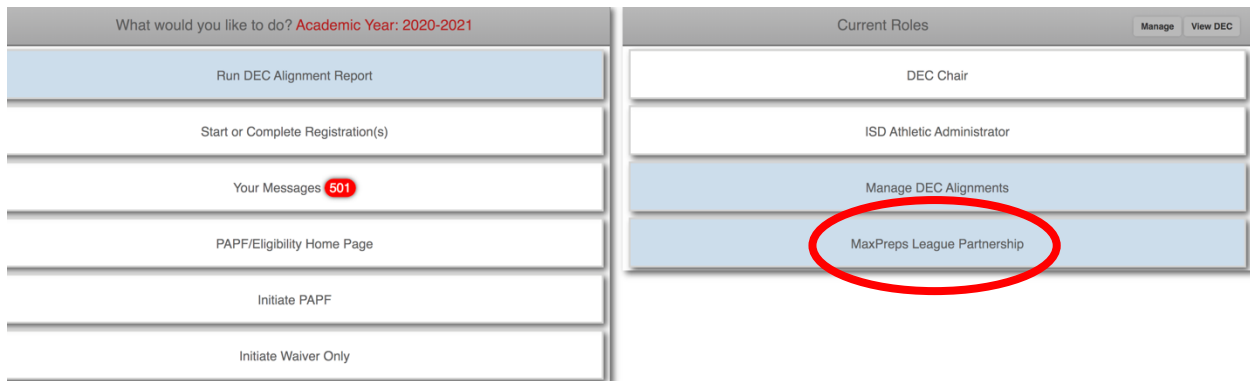 What would you like to do? Academic Year: 2020-2021
Run DEC Alignment Report
Start or Complete Registration(s)
Your Messages 501
PAPF/Eligibility Home Page
Initiate PAPF
Initiate Waiver Only
Current Roles Manage View DEC
DEC Chair
ISD Athletic Administrator
Manage DEC Alignments
MaxPreps League Partnership